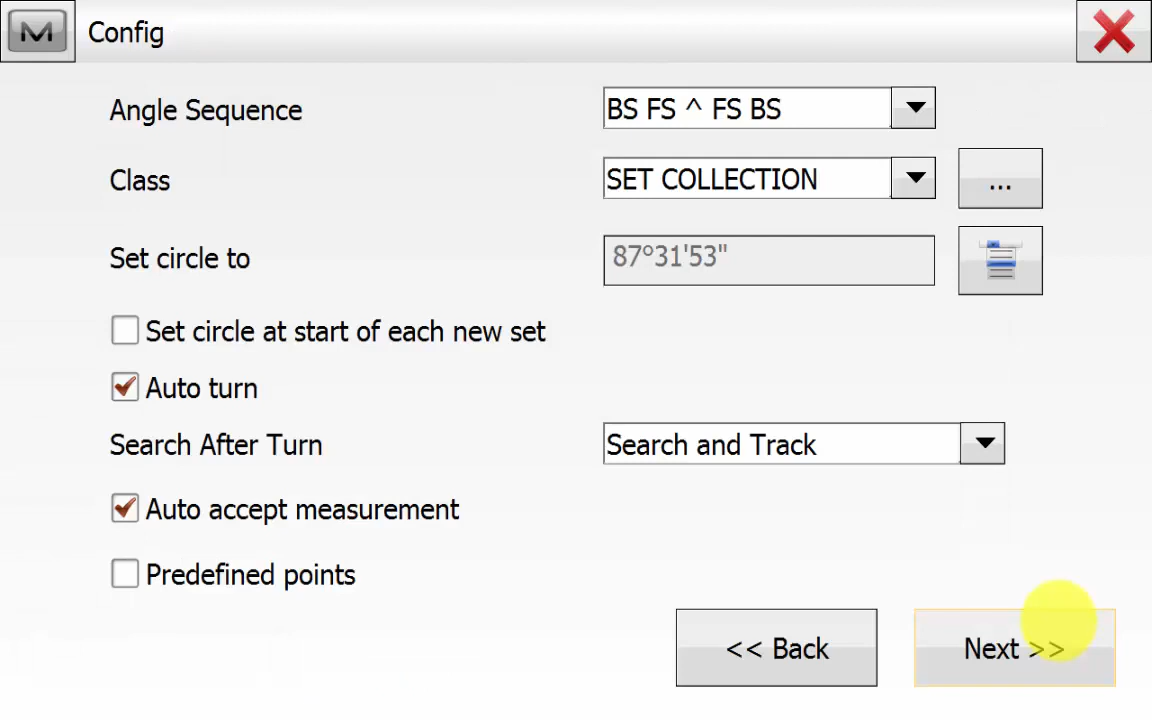 M Config
Angle Sequence BS FS ^ FS BS
Class SET COLLECTION ...
Set circle to 87°31'53"
Set circle at start of each new set
Auto turn
Search After Turn Search and Track
Auto accept measurement
Predefined points
<< Back Next >>